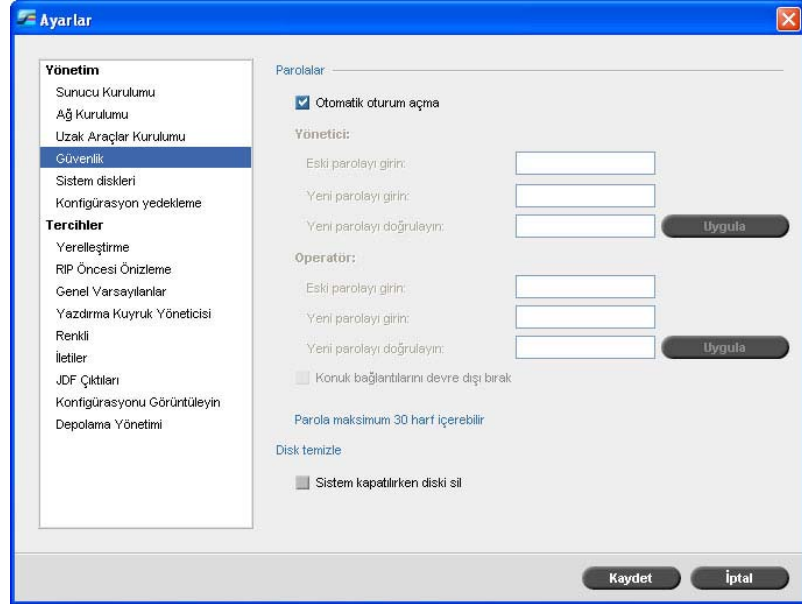 Ayarlar
Yönetim
Sunucu Kurulumu
Ağ Kurulumu
Uzak Araçlar Kurulumu
Güvenlik
Sistem diskleri
Konfigürasyon yedekleme
Tercihler
Yerelleştirme
RIP Öncesi Önizleme
Genel Varsayılanlar
Yazdırma Kuyruk Yöneticisi
Renkli
İletiler
JDF Çıktıları
Konfigürasyonu Görüntüleyin
Depolama Yönetimi
Parolalar
Otomatik oturum açma
Yönetici:
Eski parolayı girin:
Yeni parolayı girin:
Yeni parolayı doğrulayın:
Uygula
Operatör:
Eski parolayı girin:
Yeni parolayı girin:
Yeni parolayı doğrulayın:
Uygula
Konuk bağlantılarını devre dışı bırak
Parola maksimum 30 harf içerebilir
Disk temizle
Sistem kapatılırken diski sil
Kaydet
İptal